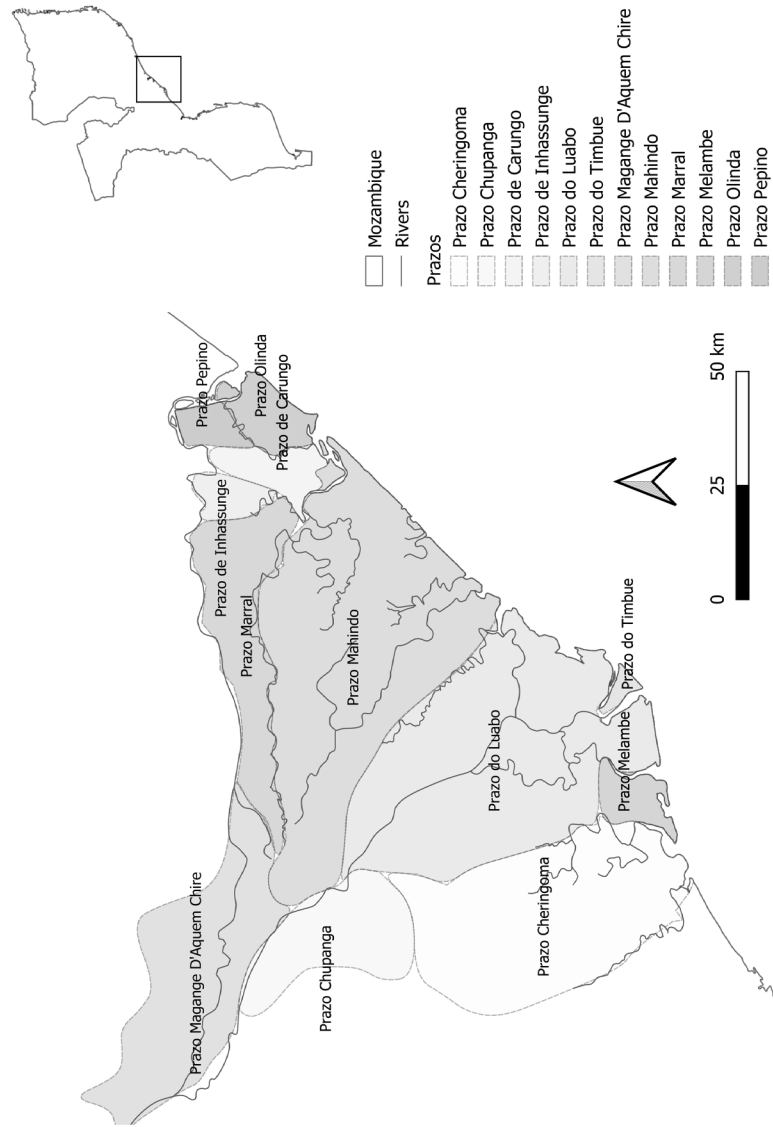 Mozambique
Rivers
Prazos
Prazo Cheringoma
Prazo Chupanga
Prazo de Carungo
Prazo de Inhassunge
Prazo do Luabo
Prazo do Timbue
Prazo Magange D'Aquem Chire
Prazo Mahindo
Prazo Marral
Prazo Melambe
Prazo Olinda
Prazo Pepino
Prazo Magange D'Aquem Chire
Prazo Pepino
Prazo de Inhassunge
Prazo Marral
Prazo Olinda
Prazo de Carungo
Prazo Chupanga
Prazo Mahindo
Prazo do Luabo
Prazo Cheringoma
Prazo Melambe
Prazo do Timbue
0 25 50 km